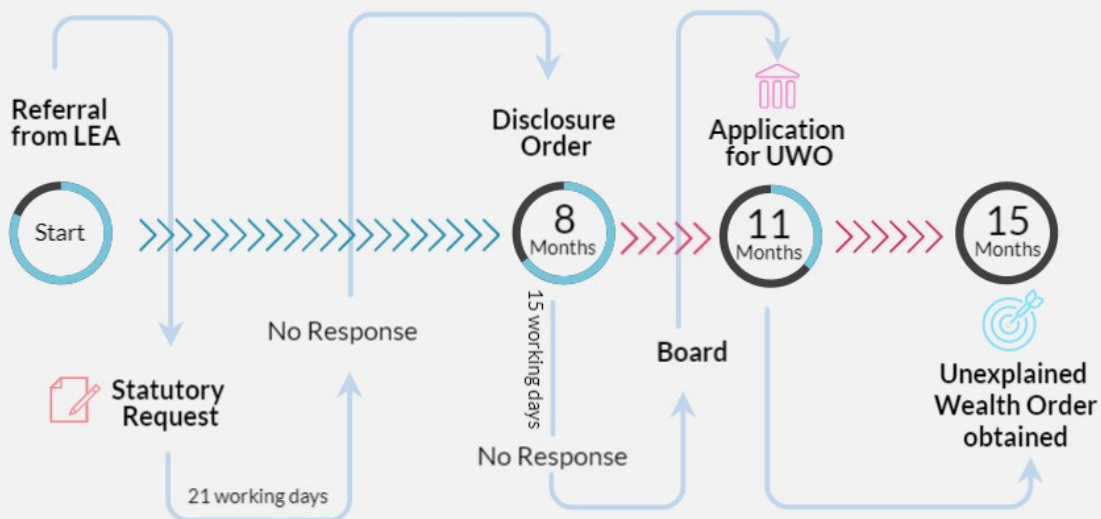 Referral
from LEA
Start
Statutory
Request
21 working days
No Response
Disclosure
Order
8
Months
15 working days
No Response
Board
Application
for UWO
11
Months
15
Months
Unexplained
Wealth Order
obtained